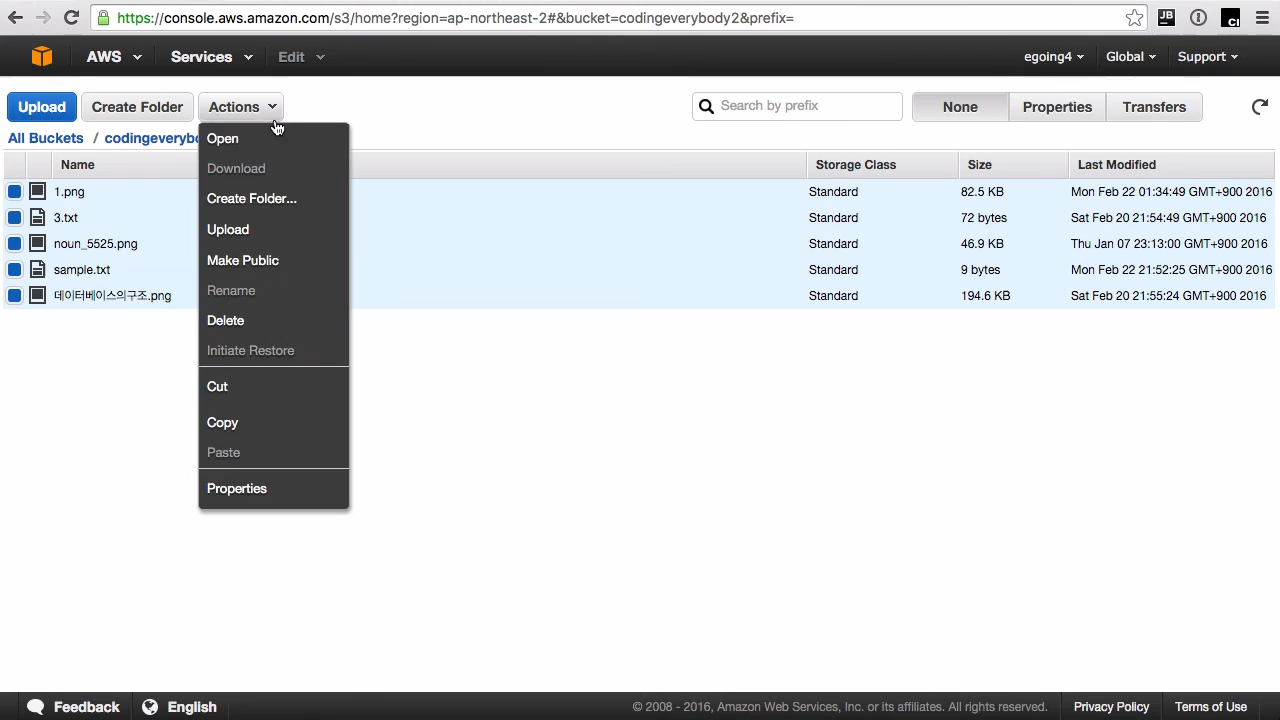 https://console.aws.amazon.com/s3/home?region=ap-northeast-2#&bucket=codingeverybody2&prefix=
JB
AWS Services Edit egoing4 Global Support
Upload Create Folder Actions Search by prefix None Properties Transfers
All Buckets / codingeverybo
Open
Download
Create Folder...
Upload
Make Public
Rename
Delete
Initiate Restore
Cut
Copy
Paste
Properties
Name Storage Class Size Last Modified
1.png Standard 82.5 KB Mon Feb 22 01:34:49 GMT+900 2016
3.txt Standard 72 bytes Sat Feb 20 21:54:49 GMT+900 2016
noun_5525.png Standard 46.9 KB Thu Jan 07 23:13:00 GMT+900 2016
sample.txt Standard 9 bytes Mon Feb 22 21:52:25 GMT+900 2016
데이터베이스의구조.png Standard 194.6 KB Sat Feb 20 21:55:24 GMT+900 2016
Feedback English © 2008 - 2016, Amazon Web Services, Inc. or its affiliates. All rights reserved. Privacy Policy Terms of Use